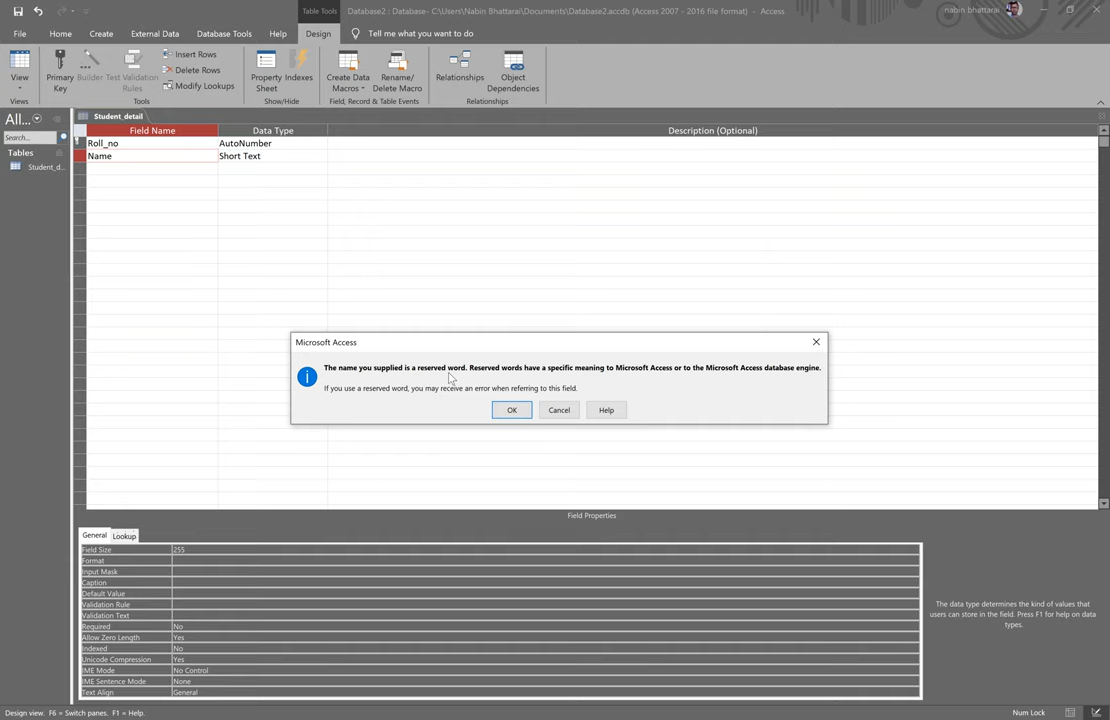 Table Tools
Database2 : Database- C:\Users\Nabin Bhattarai\Documents\Database2.accdb (Access 2007 - 2016 file format) - Access
nabin bhattarai
File
Home
Create
External Data
Database Tools
Help
Design
Tell me what you want to do
View
Primary Key
Builder
Test Validation Rules
Insert Rows
Delete Rows
Modify Lookups
Property Sheet
Indexes
Create Data Macros
Rename/ Delete Macro
Relationships
Object Dependencies
Views
Tools
Show/Hide
Field, Record & Table Events
Relationships
All...
Search...
Tables
Student_d...
Student_detail
Field Name Data Type Description (Optional)
Roll_no AutoNumber
Name Short Text
Microsoft Access
The name you supplied is a reserved word. Reserved words have a specific meaning to Microsoft Access or to the Microsoft Access database engine.
If you use a reserved word, you may receive an error when referring to this field.
OK Cancel Help
Field Properties
General Lookup
Field Size 255
Format
Input Mask
Caption
Default Value
Validation Rule
Validation Text
Required No
Allow Zero Length Yes
Indexed No
Unicode Compression Yes
IME Mode No Control
IME Sentence Mode None
Text Align General
The data type determines the kind of values that
users can store in the field. Press F1 for help on data
types.
Design view. F6 = Switch panes. F1 = Help.
Num Lock